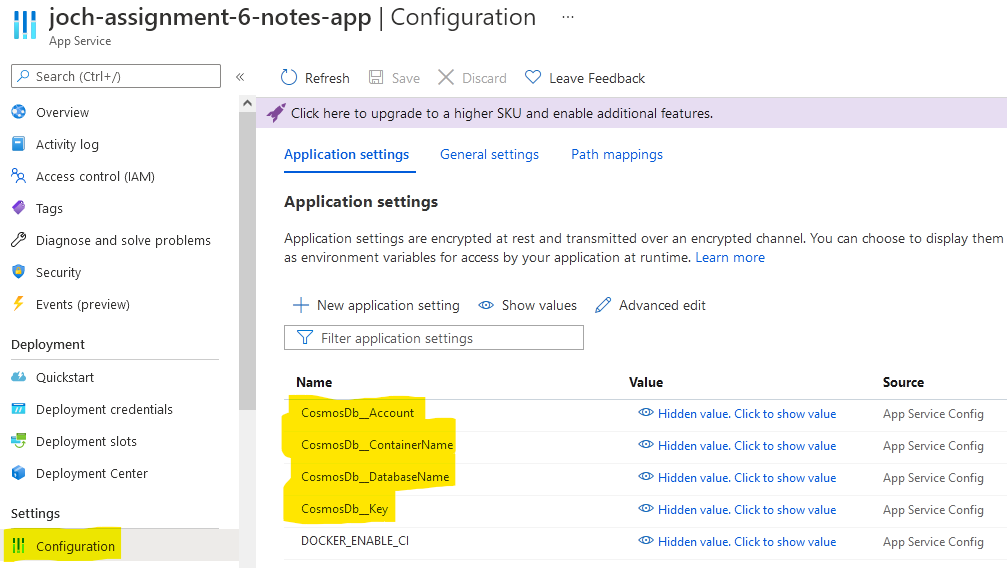 joch-assignment-6-notes-app | Configuration ...
App Service
Search (Ctrl+/)
«
Overview
Activity log
Access control (IAM)
Tags
Diagnose and solve problems
Security
Events (preview)
Deployment
Quickstart
Deployment credentials
Deployment slots
Deployment Center
Settings
Configuration
Refresh Save Discard Leave Feedback
Click here to upgrade to a higher SKU and enable additional features.
Application settings General settings Path mappings
Application settings
Application settings are encrypted at rest and transmitted over an encrypted channel. You can choose to display them
as environment variables for access by your application at runtime. Learn more
New application setting Show values Advanced edit
Filter application settings
Name Value Source
CosmosDb__Account Hidden value. Click to show value App Service Config
CosmosDb__ContainerName Hidden value. Click to show value App Service Config
CosmosDb__DatabaseName Hidden value. Click to show value App Service Config
CosmosDb__Key Hidden value. Click to show value App Service Config
DOCKER_ENABLE_CI Hidden value. Click to show value App Service Config